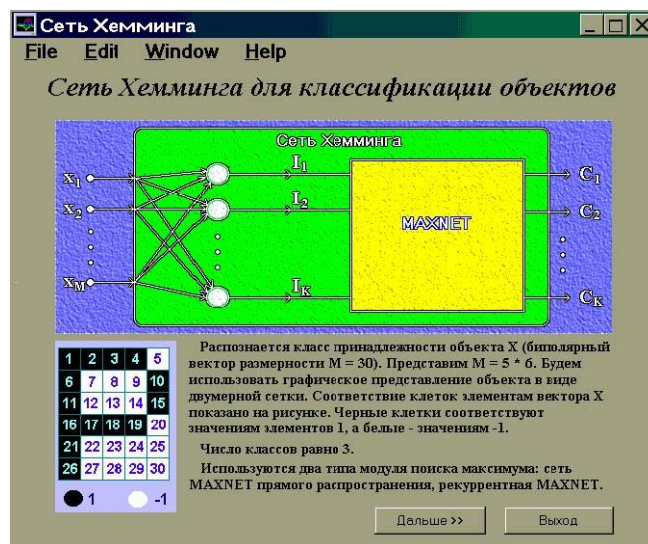 Сеть Хемминга
File Edit Window Help
Сеть Хемминга для классификации объектов
Сеть Хемминга
X1 I1 C1
X2 I2 C2
MAXNET
XM IK CK
1 2 3 4 5
6 7 8 9 10
11 12 13 14 15
16 17 18 19 20
21 22 23 24 25
26 27 28 29 30
1 -1
Распознается класс принадлежности объекта X (биполярный
вектор размерности M = 30). Представим M = 5 * 6. Будем
использовать графическое представление объекта в виде
двумерной сетки. Соответствие клеток элементам вектора X
показано на рисунке. Черные клетки соответствуют
значениям элементов 1, а белые - значениям -1.
Число классов равно 3.
Используются два типа модуля поиска максимума: сеть
MAXNET прямого распространения, рекуррентная MAXNET.
Дальше >> Выход